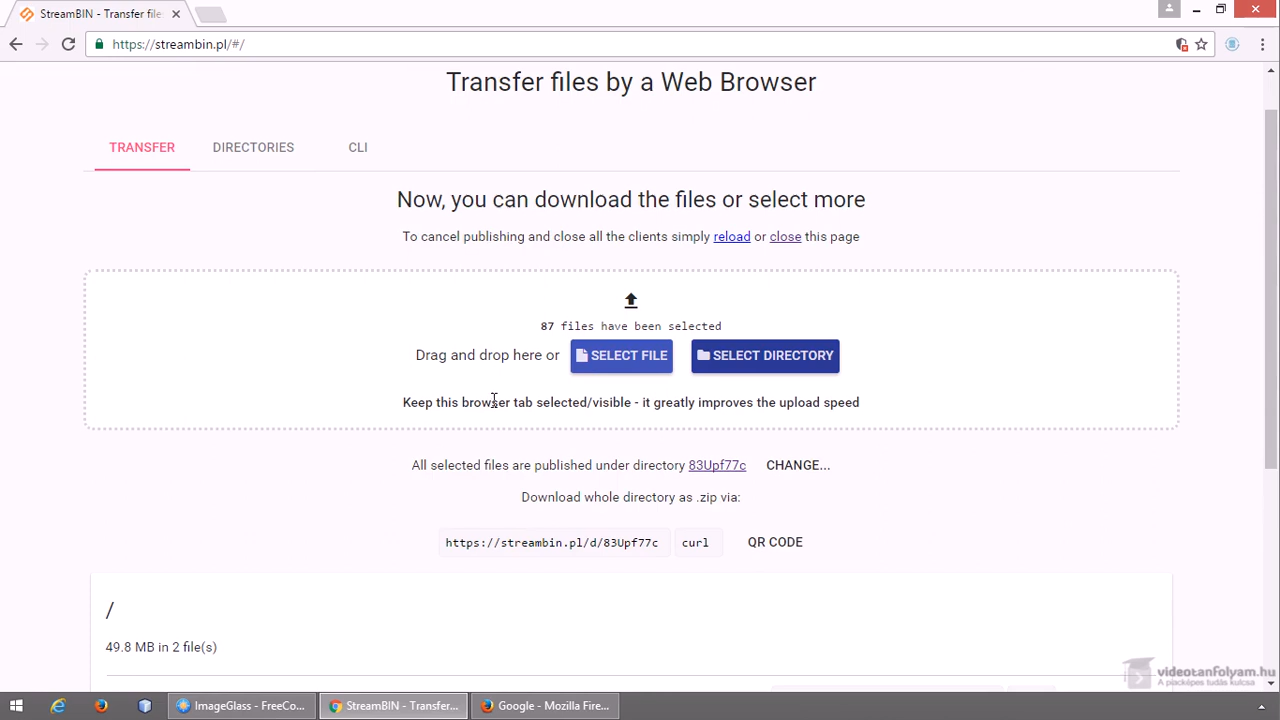 StreamBIN - Transfer file
https://streambin.pl/#/
Transfer files by a Web Browser
TRANSFER DIRECTORIES CLI
Now, you can download the files or select more
To cancel publishing and close all the clients simply reload or close this page
87 files have been selected
Drag and drop here or SELECT FILE SELECT DIRECTORY
Keep this browser tab selected/visible - it greatly improves the upload speed
All selected files are published under directory 83Upf77c CHANGE...
Download whole directory as .zip via:
https://streambin.pl/d/83Upf77c curl QR CODE
/
49.8 MB in 2 file(s)
videotanfolyam.hu
A piacképes tudás kulcsa
ImageGlass - FreeCo... StreamBIN - Transfer... Google - Mozilla Fire...